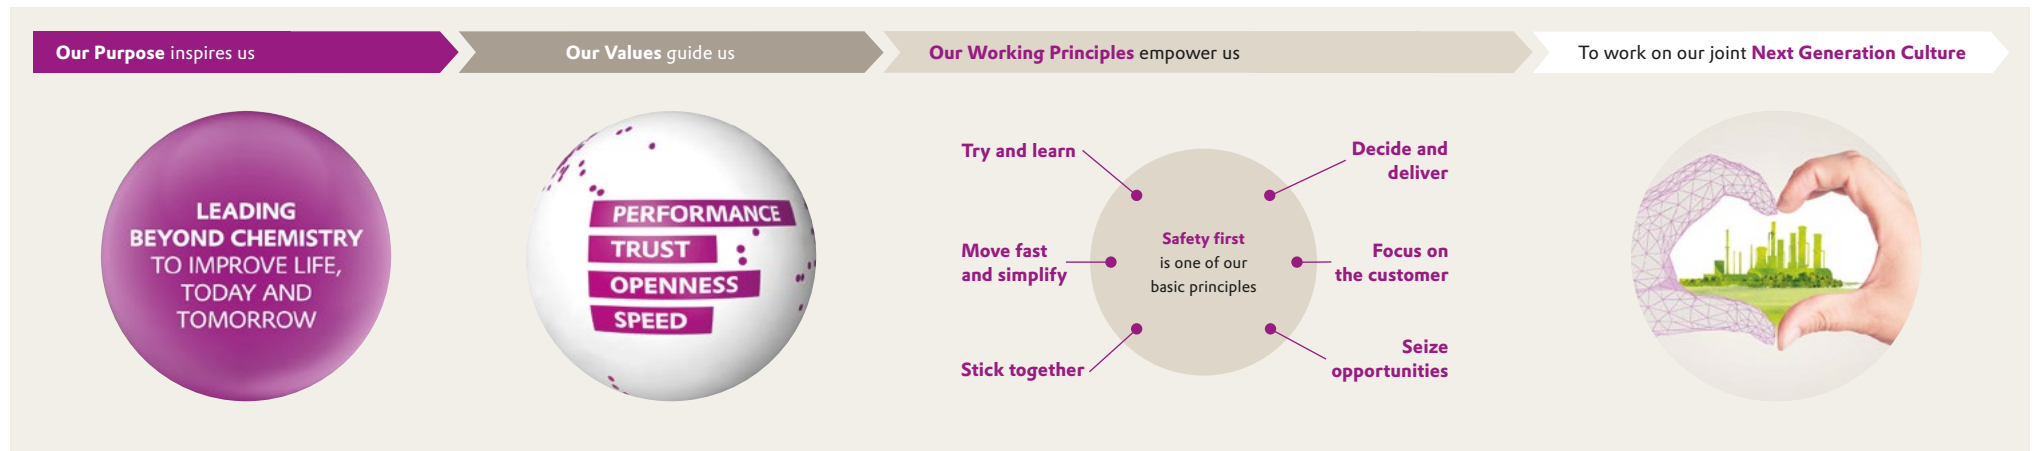 Our Purpose inspires us
Our Values guide us
Our Working Principles empower us
To work on our joint Next Generation Culture
LEADING
BEYOND CHEMISTRY
TO IMPROVE LIFE,
TODAY AND
TOMORROW
PERFORMANCE
TRUST
OPENNESS
SPEED
Try and learn
Move fast
and simplify
Stick together
Safety first
is one of our
basic principles
Decide and
deliver
Focus on
the customer
Seize
opportunities